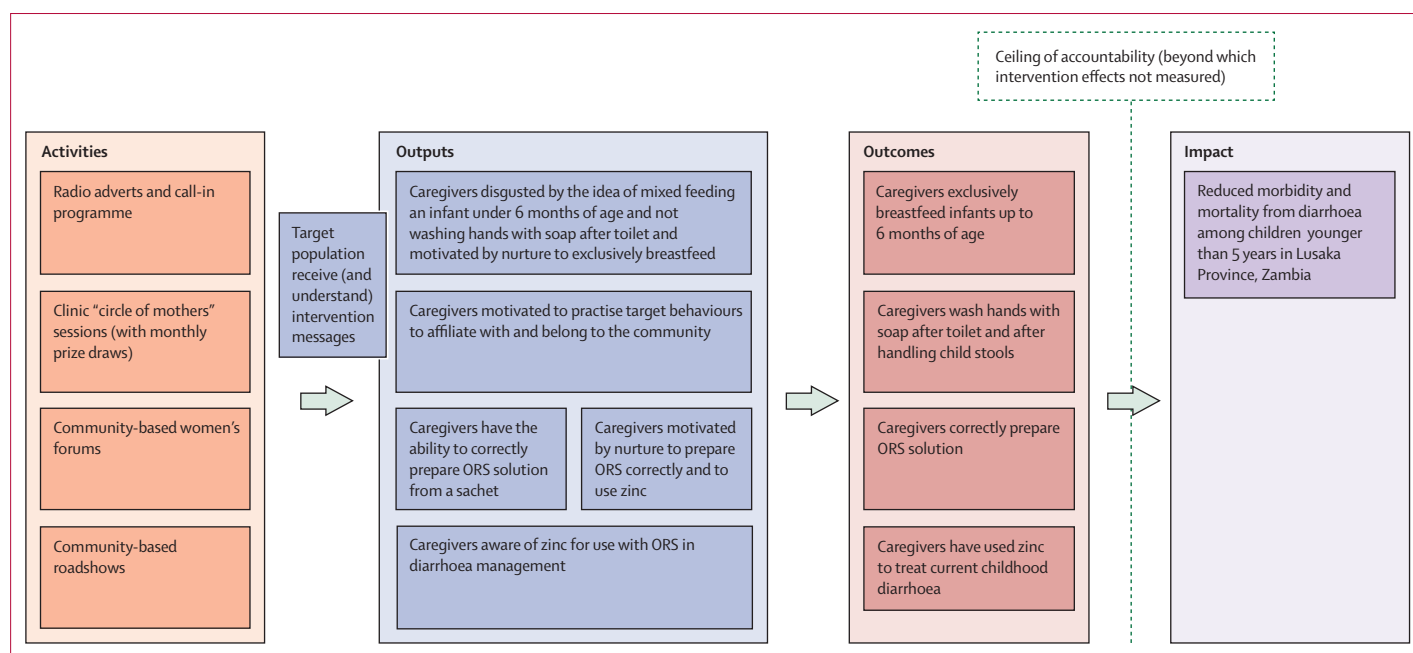 Ceiling of accountability (beyond which
intervention effects not measured)
Activities
Radio adverts and call-in
programme
Clinic “circle of mothers”
sessions (with monthly
prize draws)
Community-based women’s
forums
Community-based
roadshows
Target
population
receive (and
understand)
intervention
messages
Outputs
Caregivers disgusted by the idea of mixed feeding
an infant under 6 months of age and not
washing hands with soap after toilet and
motivated by nurture to exclusively breastfeed
Caregivers motivated to practise target behaviours
to affiliate with and belong to the community
Caregivers have the
ability to correctly
prepare ORS solution
from a sachet
Caregivers motivated
by nurture to prepare
ORS correctly and to
use zinc
Caregivers aware of zinc for use with ORS in
diarrhoea management
Outcomes
Caregivers exclusively
breastfeed infants up to
6 months of age
Caregivers wash hands with
soap after toilet and after
handling child stools
Caregivers correctly prepare
ORS solution
Caregivers have used zinc
to treat current childhood
diarrhoea
Impact
Reduced morbidity and
mortality from diarrhoea
among children younger
than 5 years in Lusaka
Province, Zambia